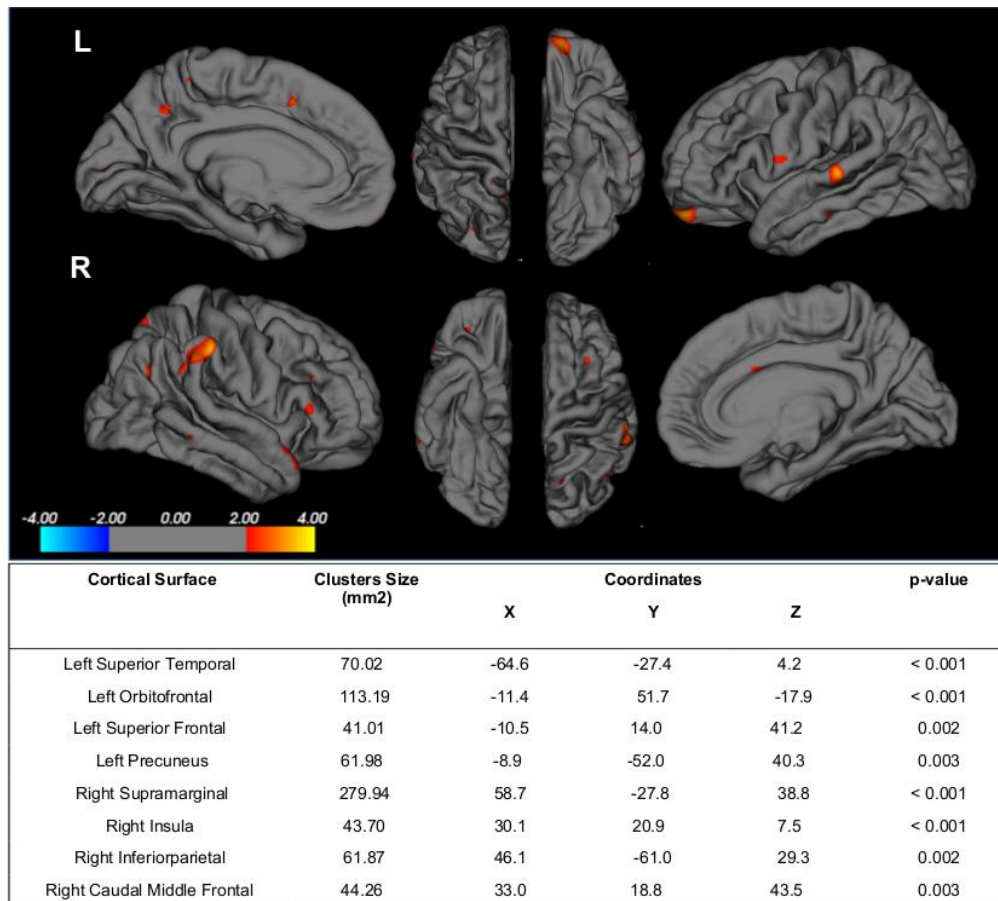 L
R
-4.00 -2.00 0.00 2.00 4.00
Cortical Surface Clusters Size Coordinates p-value
(mm2)
X Y Z
Left Superior Temporal 70.02 -64.6 -27.4 4.2 < 0.001
Left Orbitofrontal 113.19 -11.4 51.7 -17.9 < 0.001
Left Superior Frontal 41.01 -10.5 14.0 41.2 0.002
Left Precuneus 61.98 -8.9 -52.0 40.3 0.003
Right Supramarginal 279.94 58.7 -27.8 38.8 < 0.001
Right Insula 43.70 30.1 20.9 7.5 < 0.001
Right Inferiorparietal 61.87 46.1 -61.0 29.3 0.002
Right Caudal Middle Frontal 44.26 33.0 18.8 43.5 0.003